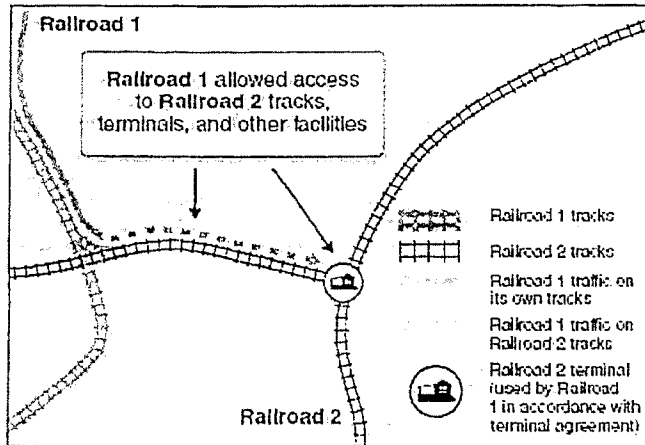 Railroad 1
Railroad 1 allowed access
to Railroad 2 tracks,
terminals, and other facilities
Railroad 1 tracks
Railroad 2 tracks
Railroad 1 traffic on
its own tracks
Railroad 1 traffic on
Railroad 2 tracks
Railroad 2 terminal
(used by Railroad
1 in accordance with
terminal agreement)
Railroad 2